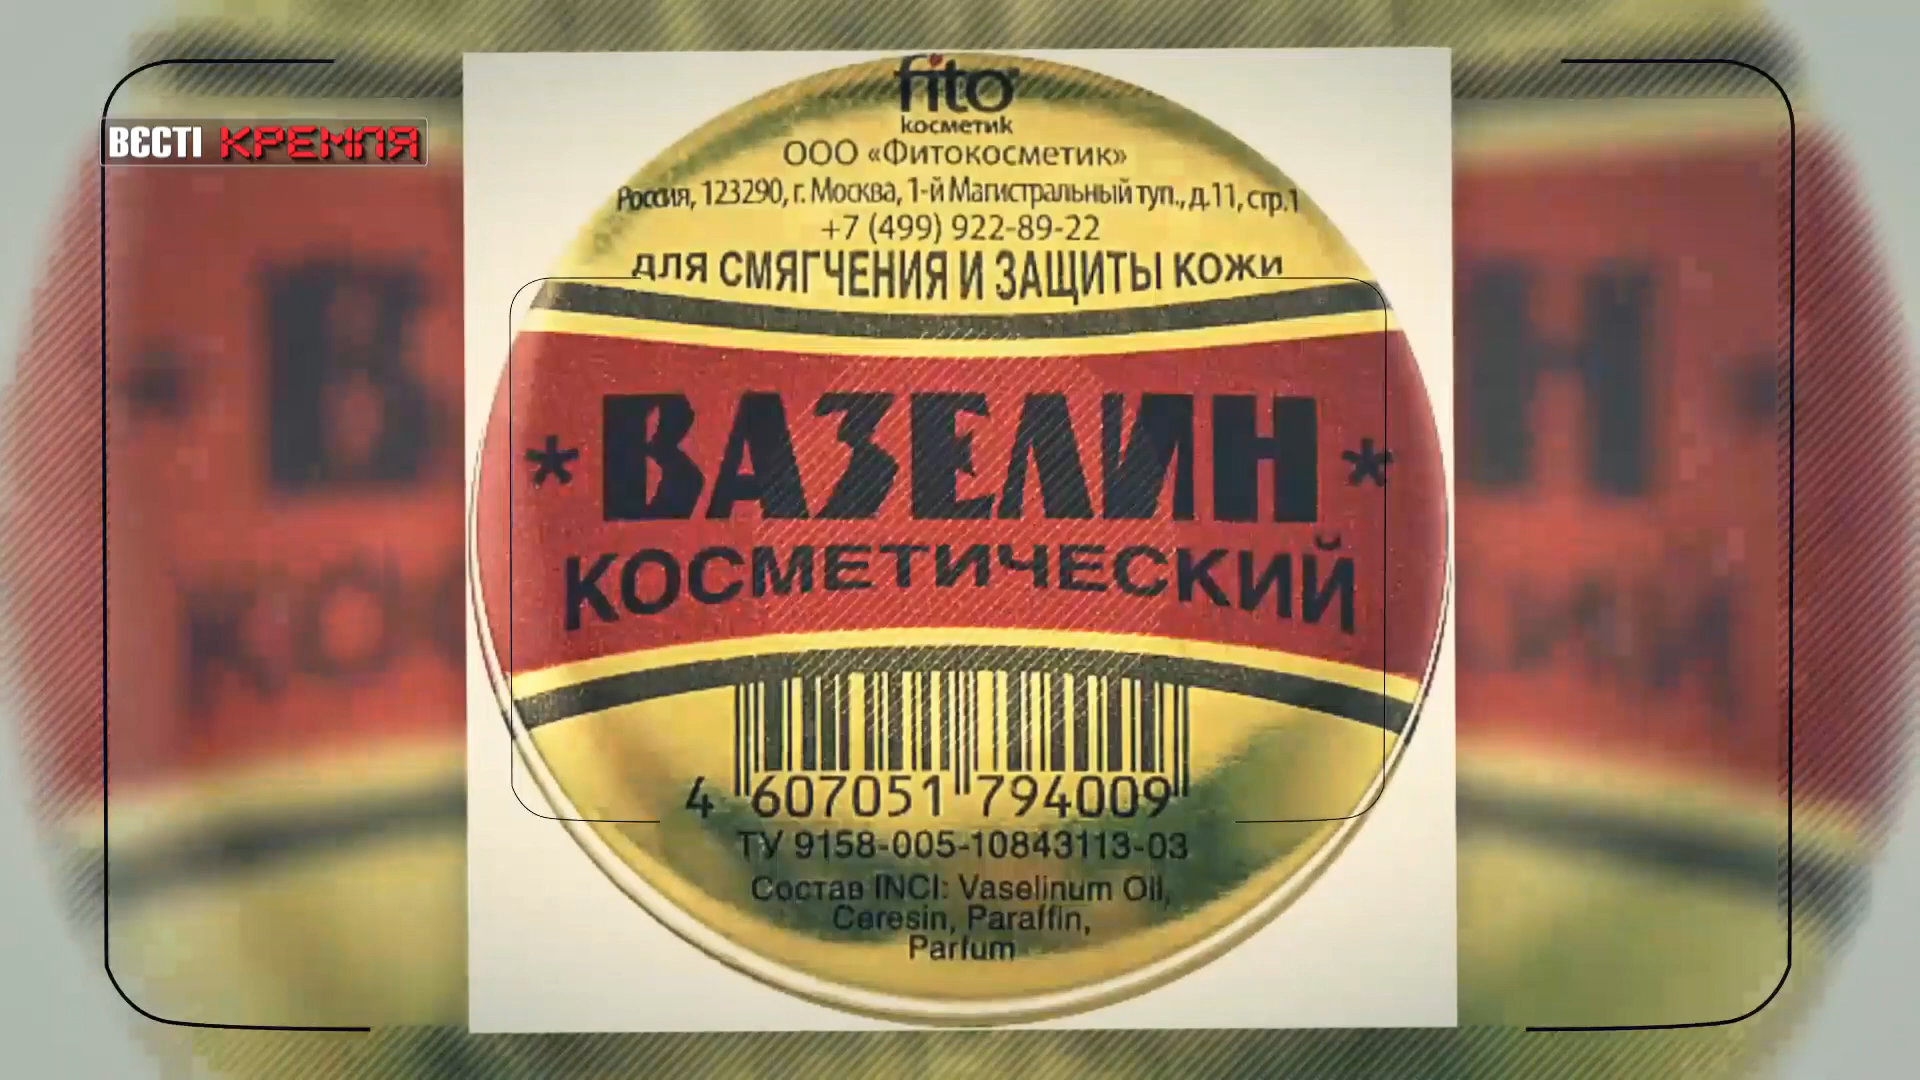 ВЄСТІ КРЕМЛЯ
fito
косметик
ООО «Фитокосметик»
Россия, 123290, г. Москва, 1-й Магистральный туп., д.11, стр.1
+7 (499) 922-89-22
ДЛЯ СМЯГЧЕНИЯ И ЗАЩИТЫ КОЖИ
* ВАЗЕЛИН *
КОСМЕТИЧЕСКИЙ
4 607051 794009
ТУ 9158-005-10843113-03
Состав INCI: Vaselinum Oil,
Ceresin, Paraffin,
Parfum